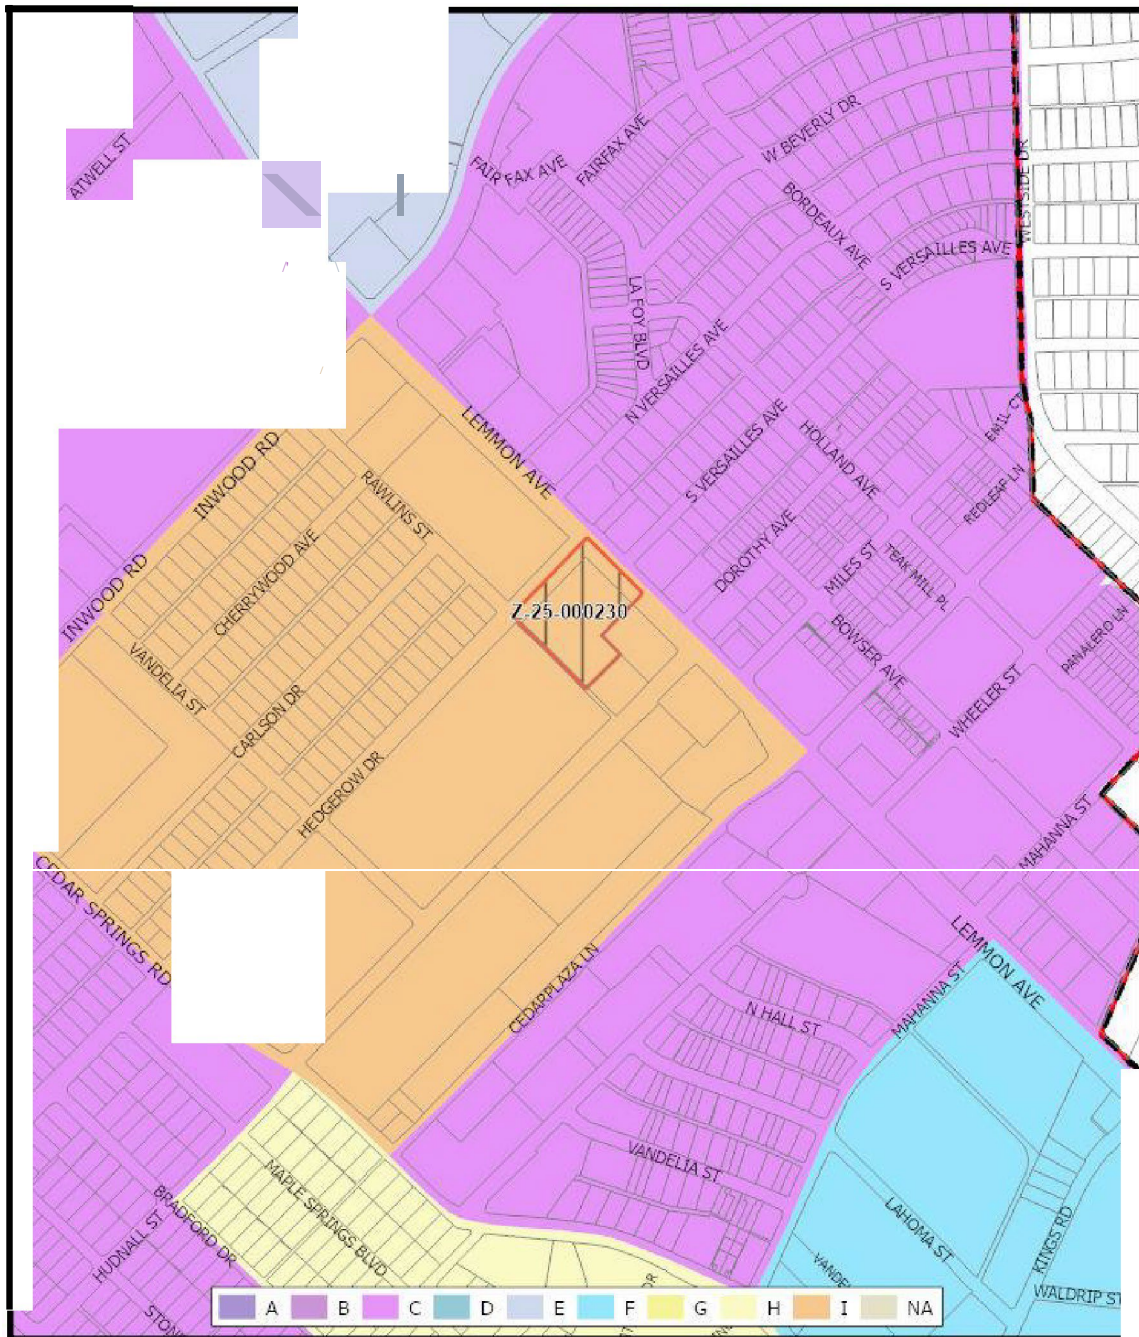 ATWELL ST
FAIR FAX AVE
FAIRFAX AVE
W BEVERLY DR
BORDEAUX AVE
S VERSAILLES AVE
WESTSIDE DR
LA FOY BLVD
N VERSAILLES AVE
EMIL CT
LEMMON AVE
S VERSAILLES AVE
HOLLAND AVE
REDLEAF LN
INWOOD RD
RAWLINS ST
DOROTHY AVE
MILES ST
TEAK MILL PL
INWOOD RD
CHERRYWOOD AVE
Z-25-000230
BOWSER AVE
PANALERO LN
VANDELIA ST
CARLSON DR
WHEELER ST
HEDGEROW DR
MAHANNA ST
CEDAR SPRINGS RD
LEMMON AVE
CEDARPLAZA LN
N HALL ST
MAHANNA ST
VANDELIA ST
MAPLE SPRINGS BLVD
BRADFORD DR
HUDNALL ST
LAHOMA ST
KINGS RD
WALDRIP ST
DR
A B C D E F G H I NA